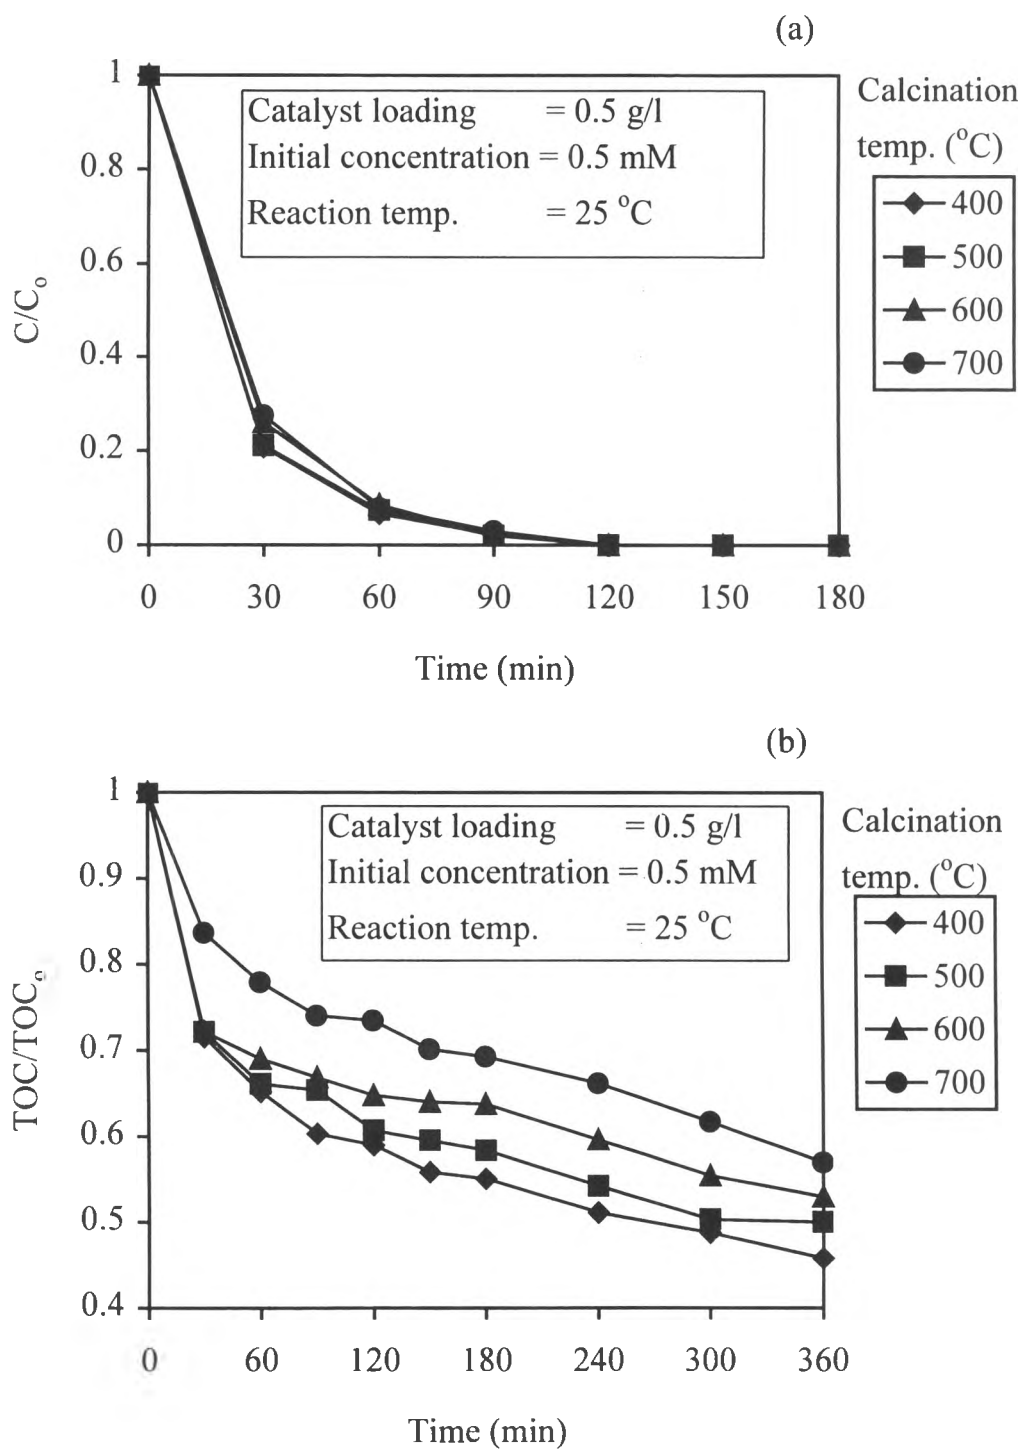 (a)
Calcination
temp. (°C)
Catalyst loading = 0.5 g/l
Initial concentration = 0.5 mM
Reaction temp. = 25 °C
400
500
600
700
C/Co
1
0.8
0.6
0.4
0.2
0
0 30 60 90 120 150 180
Time (min)
(b)
Calcination
temp. (°C)
Catalyst loading = 0.5 g/l
Initial concentration = 0.5 mM
Reaction temp. = 25 °C
400
500
600
700
TOC/TOCo
1
0.9
0.8
0.7
0.6
0.5
0.4
0 60 120 180 240 300 360
Time (min)